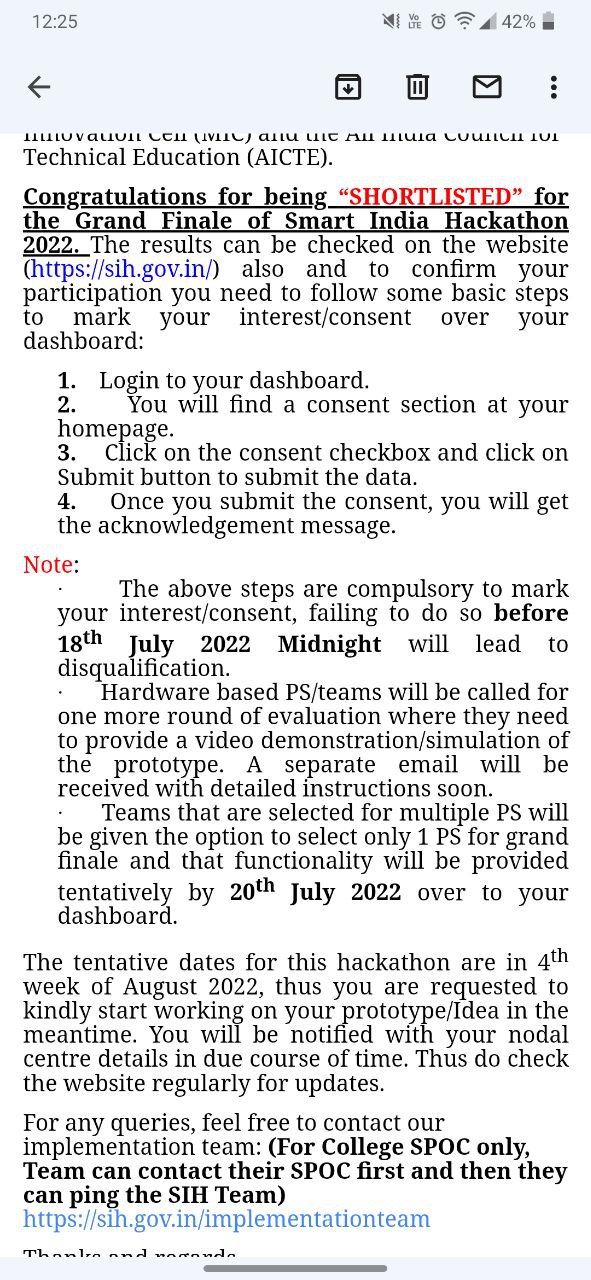 12:25
Vo
LTE
42%
Innovation Cell (MIC) and the All India Council for
Technical Education (AICTE).
Congratulations for being “SHORTLISTED” for
the Grand Finale of Smart India Hackathon
2022. The results can be checked on the website
(https://sih.gov.in/) also and to confirm your
participation you need to follow some basic steps
to mark your interest/consent over your
dashboard:
1. Login to your dashboard.
2. You will find a consent section at your
homepage.
3. Click on the consent checkbox and click on
Submit button to submit the data.
4. Once you submit the consent, you will get
the acknowledgement message.
Note:
· The above steps are compulsory to mark
your interest/consent, failing to do so before
18th July 2022 Midnight will lead to
disqualification.
· Hardware based PS/teams will be called for
one more round of evaluation where they need
to provide a video demonstration/simulation of
the prototype. A separate email will be
received with detailed instructions soon.
· Teams that are selected for multiple PS will
be given the option to select only 1 PS for grand
finale and that functionality will be provided
tentatively by 20th July 2022 over to your
dashboard.
The tentative dates for this hackathon are in 4th
week of August 2022, thus you are requested to
kindly start working on your prototype/Idea in the
meantime. You will be notified with your nodal
centre details in due course of time. Thus do check
the website regularly for updates.
For any queries, feel free to contact our
implementation team: (For College SPOC only,
Team can contact their SPOC first and then they
can ping the SIH Team)
https://sih.gov.in/implementationteam
Thanks and regards